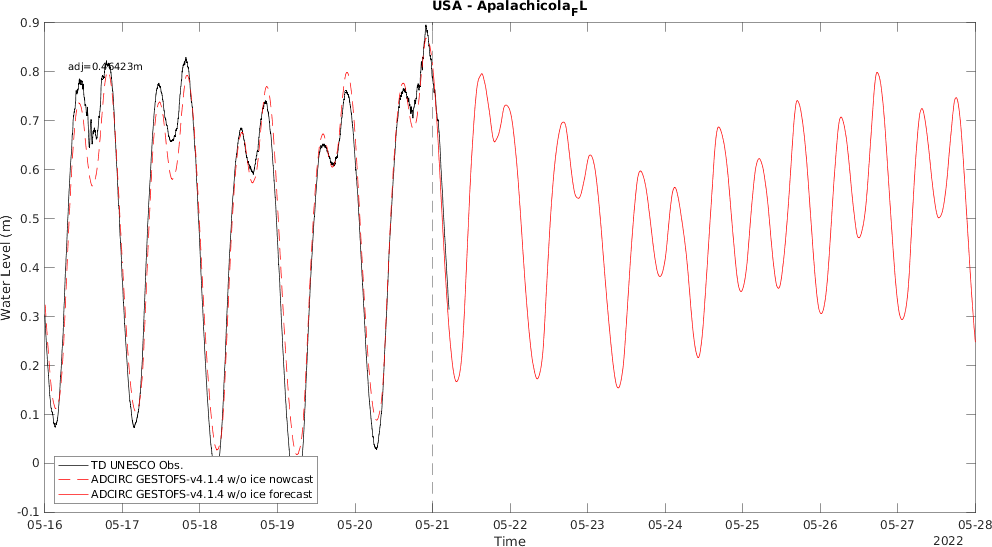 USA - Apalachicola_FL
0.9
0.8
0.7
0.6
0.5
0.4
0.3
0.2
0.1
0
-0.1
Water Level (m)
adj=0.46423m
TD UNESCO Obs.
ADCIRC GESTOFS-v4.1.4 w/o ice nowcast
ADCIRC GESTOFS-v4.1.4 w/o ice forecast
05-16 05-17 05-18 05-19 05-20 05-21 05-22 05-23 05-24 05-25 05-26 05-27 05-28
Time
2022